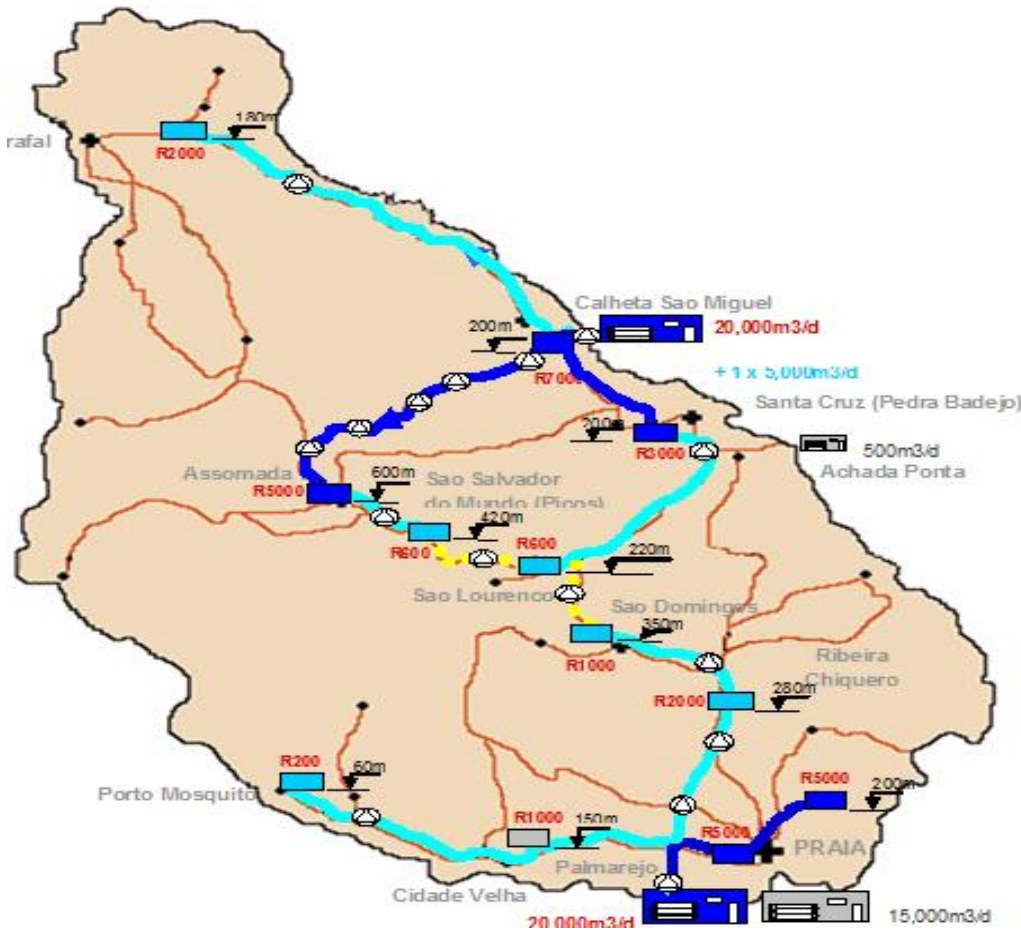 180m
rafal
R2000
Calheta Sao Miguel
200m
20,000m3/d
R7000
+ 1 x 5,000m3/d
Santa Cruz (Pedra Badejo)
200m
R3000
500m3/d
Achada Ponta
Assomada
600m
Sao Salvador
do Mundo (Picos)
R5000
420m
R600
R600
220m
Sao Lourenco
Sao Domingos
350m
R1000
Ribeira
Chiquero
R2000
280m
R200
60m
Porto Mosquito
R5000
200m
R1000
150m
R5000
PRAIA
Palmarejo
Cidade Velha
20,000m3/d
15,000m3/d